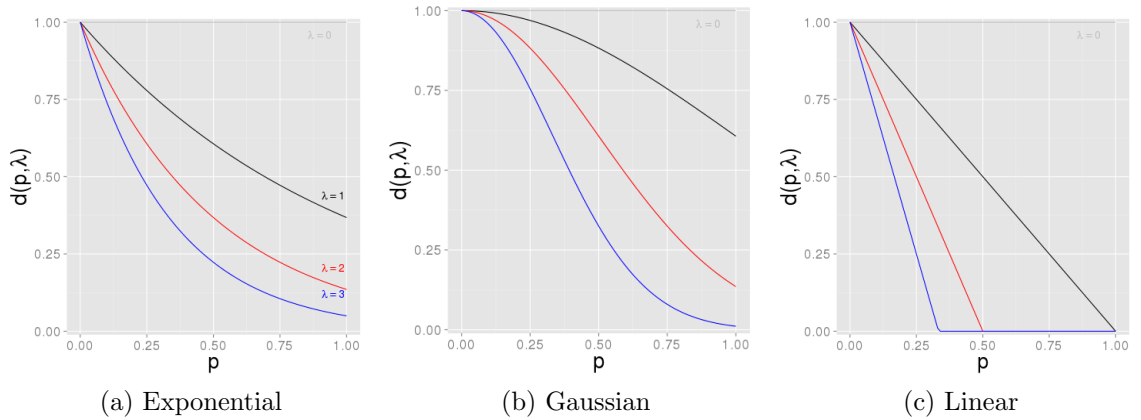 1.00
0.75
0.50
0.25
0.00
d(p,λ)
λ = 0
λ = 1
λ = 2
λ = 3
0.00 0.25 0.50 0.75 1.00
p
(a) Exponential
1.00
0.75
0.50
0.25
0.00
d(p,λ)
λ = 0
0.00 0.25 0.50 0.75 1.00
p
(b) Gaussian
1.00
0.75
0.50
0.25
0.00
d(p,λ)
λ = 0
0.00 0.25 0.50 0.75 1.00
p
(c) Linear